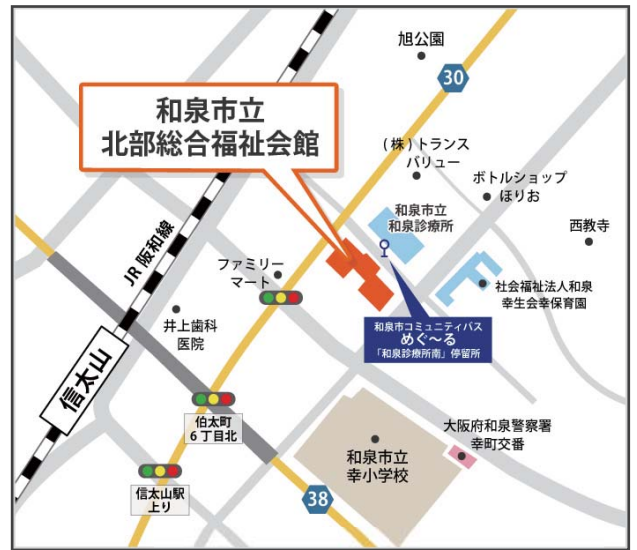 旭公園
30
和泉市立
北部総合福祉会館
(株)トランス
バリュー
ボトルショップ
ほりお
和泉市立
和泉診療所
西教寺
JR阪和線
ファミリー
マート
社会福祉法人和泉
幸生会幸保育園
井上歯科
医院
和泉市コミュニティバス
めぐ～る
「和泉診療所南」停留所
信太山
伯太町
6丁目北
大阪府和泉警察署
幸町交番
和泉市立
幸小学校
信太山駅
上り
38